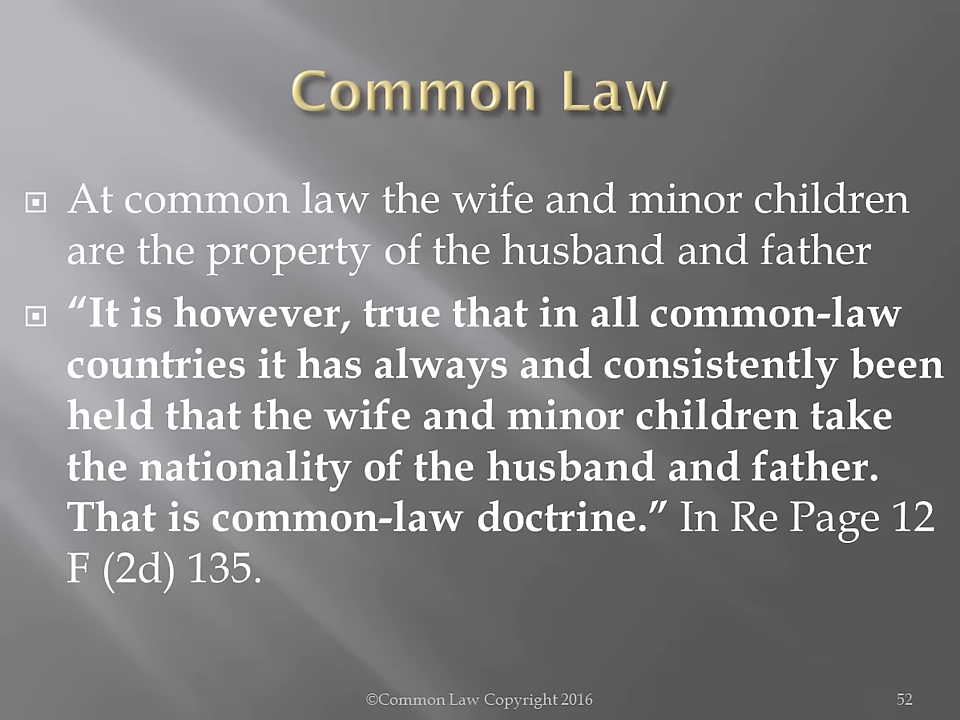 Common Law
At common law the wife and minor children
are the property of the husband and father
“It is however, true that in all common-law
countries it has always and consistently been
held that the wife and minor children take
the nationality of the husband and father.
That is common-law doctrine.” In Re Page 12
F (2d) 135.
©Common Law Copyright 2016
52